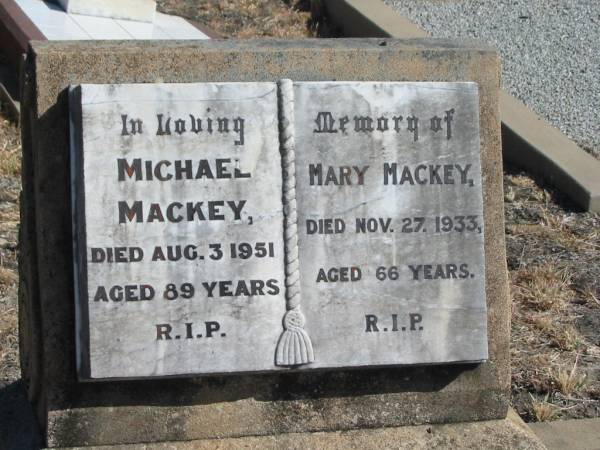 In Loving
MICHAEL
MACKEY,
DIED AUG. 3 1951
AGED 89 YEARS
R.I.P.
Memory of
MARY MACKEY,
DIED NOV. 27. 1933,
AGED 66 YEARS.
R.I.P.